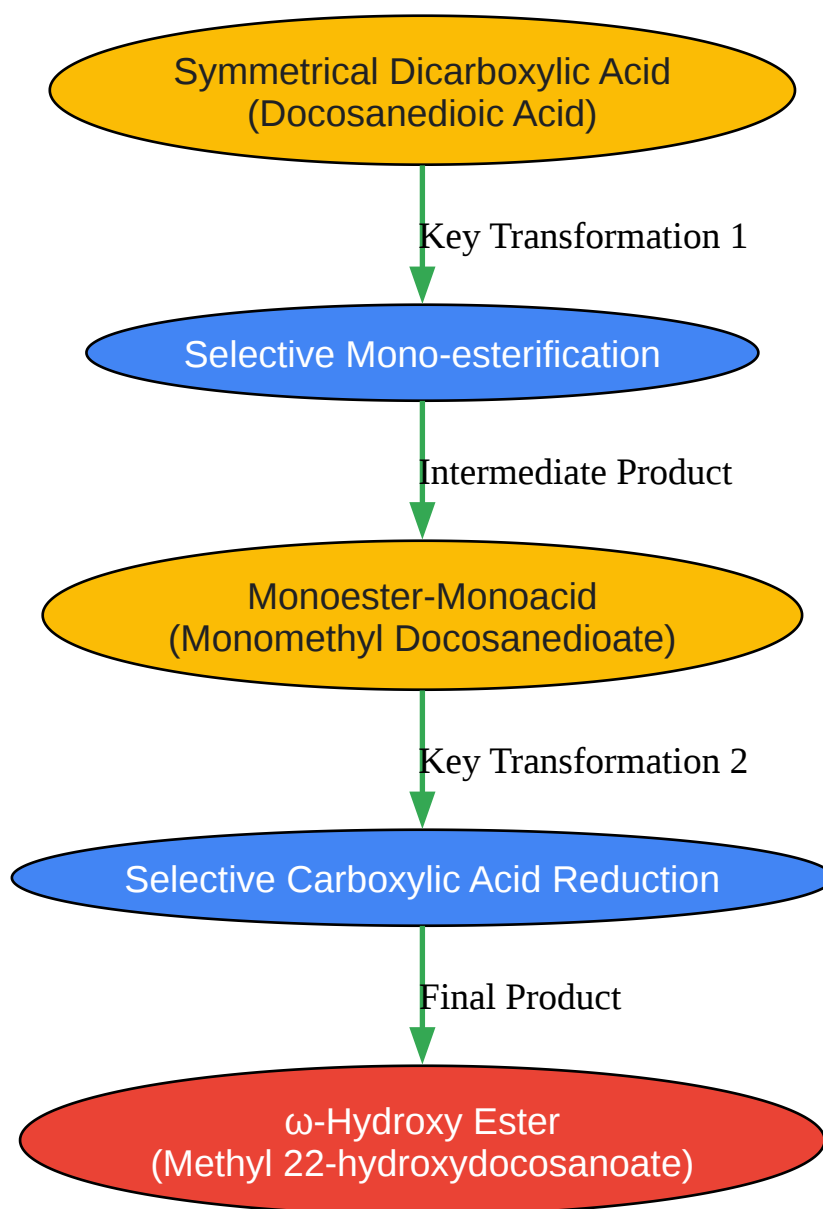 Symmetrical Dicarboxylic Acid
(Docosanedioic Acid)
Key Transformation 1
Selective Mono-esterification
Intermediate Product
Monoester-Monoacid
(Monomethyl Docosanedioate)
Key Transformation 2
Selective Carboxylic Acid Reduction
Final Product
ω-Hydroxy Ester
(Methyl 22-hydroxydocosanoate)